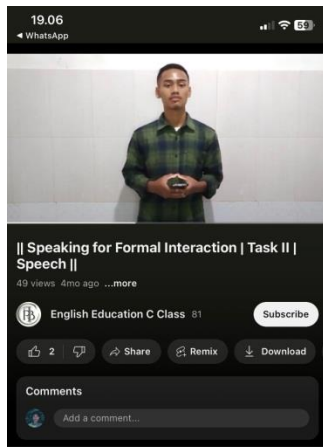 19.06
59
◀ WhatsApp
|| Speaking for Formal Interaction | Task II |
Speech ||
49 views 4mo ago ...more
English Education C Class 81
Subscribe
2
Share
Remix
Download
Comments
Add a comment...